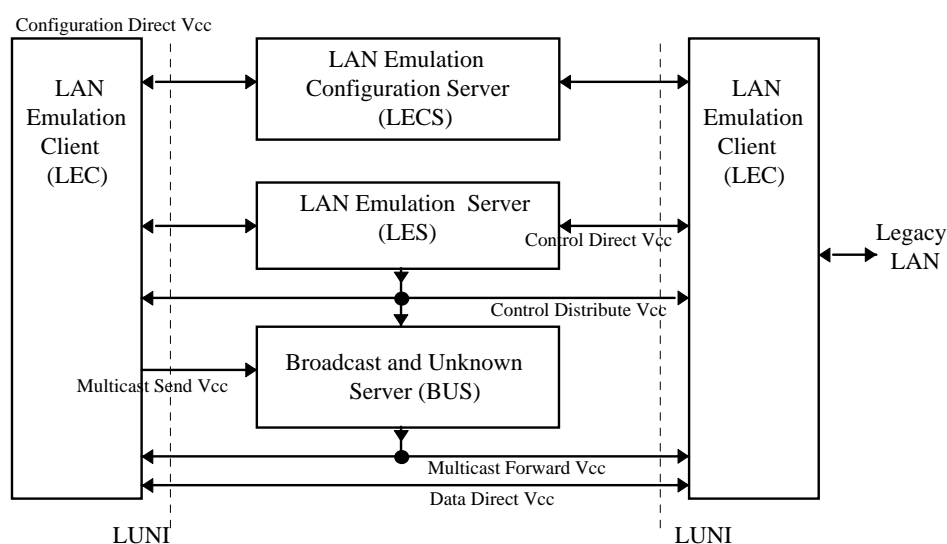 Configuration Direct Vcc
LAN
Emulation
Client
(LEC)
LAN Emulation
Configuration Server
(LECS)
LAN
Emulation
Client
(LEC)
LAN Emulation Server
(LES)
Control Direct Vcc
Legacy
LAN
Control Distribute Vcc
Broadcast and Unknown
Server (BUS)
Multicast Send Vcc
Multicast Forward Vcc
Data Direct Vcc
LUNI
LUNI